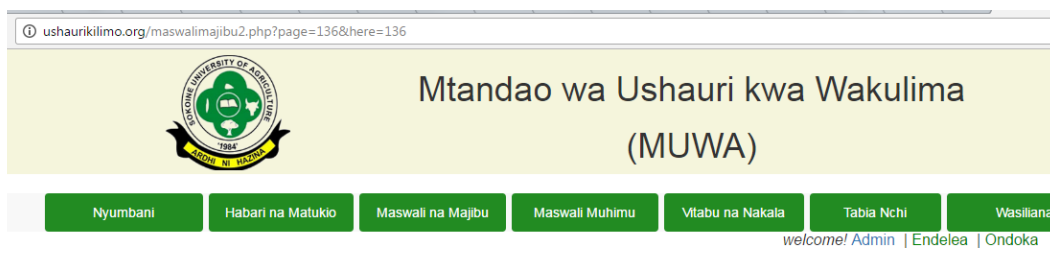 ushaurikilimo.org/maswalimajibu2.php?page=136&here=136
SOKOINE UNIVERSITY OF AGRICULTURE
'1984'
ARDHI NI HAZINA
Mtandao wa Ushauri kwa Wakulima
(MUWA)
Nyumbani Habari na Matukio Maswali na Majibu Maswali Muhimu Vitabu na Nakala Tabia Nchi Wasiliana
welcome! Admin | Endelea | Ondoka